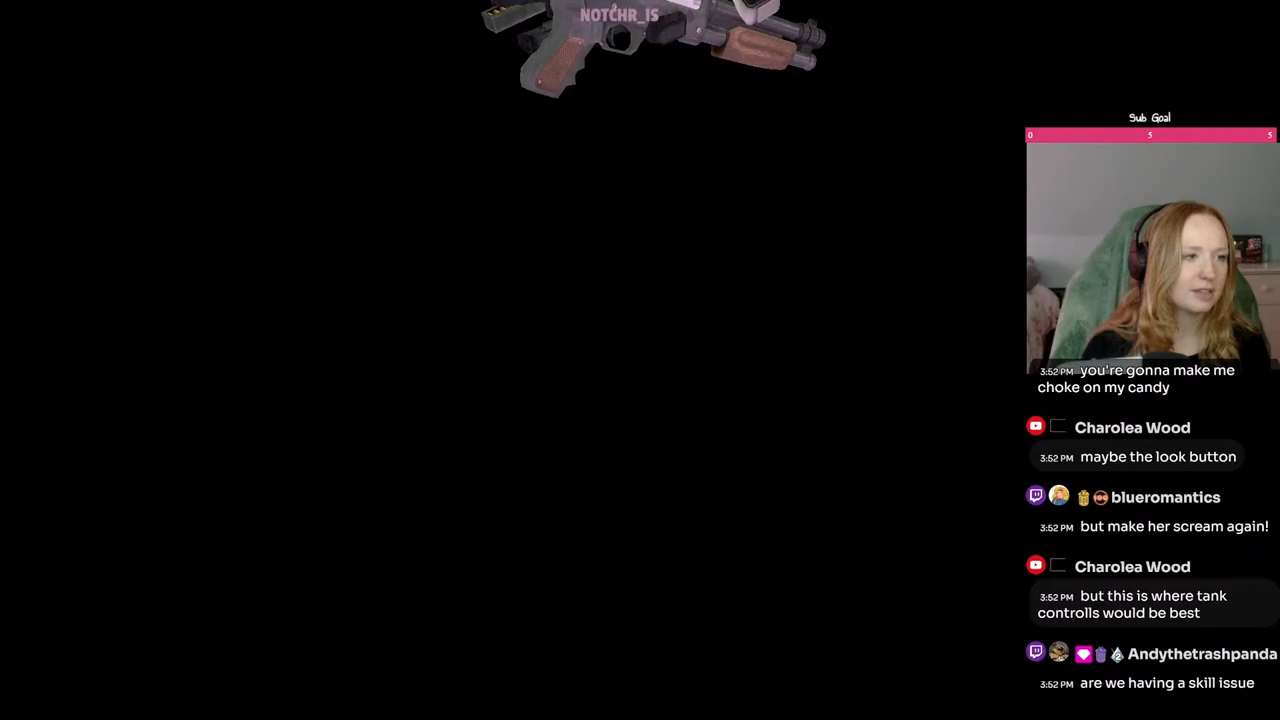 NOTCHR_IS
Sub Goal
0 5 5
3:52 PM you're gonna make me
choke on my candy
Charolea Wood
3:52 PM maybe the look button
blueromantics
3:52 PM but make her scream again!
Charolea Wood
3:52 PM but this is where tank
controlls would be best
Andythetrashpanda
3:52 PM are we having a skill issue